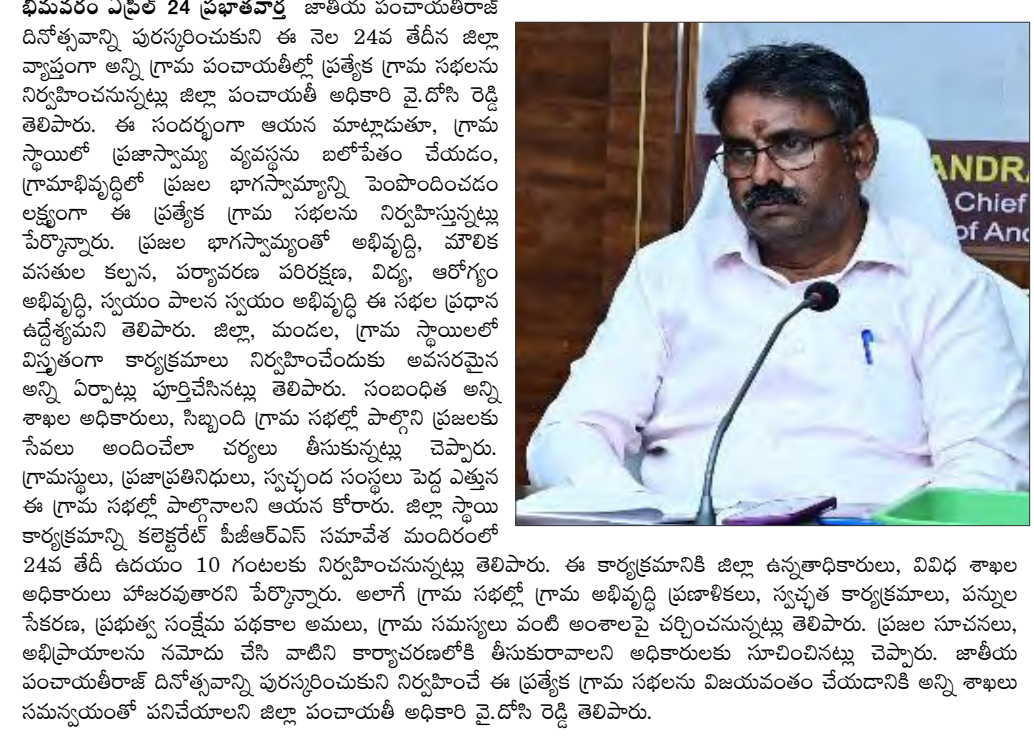 భీమవరం ఏప్రిల్ 24 ప్రభాతవార్త జాతీయ పంచాయతీరాజ్
దినోత్సవాన్ని పురస్కరించుకుని ఈ నెల 24వ తేదీన జిల్లా
వ్యాప్తంగా అన్ని గ్రామ పంచాయతీల్లో ప్రత్యేక గ్రామ సభలను
నిర్వహించనున్నట్లు జిల్లా పంచాయతీ అధికారి వై.దోసి రెడ్డి
తెలిపారు. ఈ సందర్భంగా ఆయన మాట్లాడుతూ, గ్రామ
స్థాయిలో ప్రజాస్వామ్య వ్యవస్థను బలోపేతం చేయడం,
గ్రామాభివృద్ధిలో ప్రజల భాగస్వామ్యాన్ని పెంపొందించడం
లక్ష్యంగా ఈ ప్రత్యేక గ్రామ సభలను నిర్వహిస్తున్నట్లు
పేర్కొన్నారు. ప్రజల భాగస్వామ్యంతో అభివృద్ది, మౌలిక
వసతుల కల్పన, పర్యావరణ పరిరక్షణ, విద్య, ఆరోగ్యం
అభివృద్ధి, స్వయం పాలన స్వయం అభివృద్ధి ఈ సభల ప్రధాన
ఉద్దేశ్యమని తెలిపారు. జిల్లా, మండల, గ్రామ స్థాయిలలో
విస్తృతంగా కార్యక్రమాలు నిర్వహించేందుకు అవసరమైన
అన్ని ఏర్పాట్లు పూర్తిచేసినట్లు తెలిపారు. సంబంధిత అన్ని
శాఖల అధికారులు, సిబ్బంది గ్రామ సభల్లో పాల్గొని ప్రజలకు
సేవలు అందించేలా చర్యలు తీసుకున్నట్లు చెప్పారు.
గ్రామస్థులు, ప్రజాప్రతినిధులు, స్వచ్ఛంద సంస్థలు పెద్ద ఎత్తున
ఈ గ్రామ సభల్లో పాల్గొనాలని ఆయన కోరారు. జిల్లా స్థాయి
కార్యక్రమాన్ని కలెక్టరేట్ పీజీఆర్ఎస్ సమావేశ మందిరంలో
24వ తేదీ ఉదయం 10 గంటలకు నిర్వహించనున్నట్లు తెలిపారు. ఈ కార్యక్రమానికి జిల్లా ఉన్నతాధికారులు, వివిధ శాఖల
అధికారులు హాజరవుతారని పేర్కొన్నారు. అలాగే గ్రామ సభల్లో గ్రామ అభివృద్ధి ప్రణాళికలు, స్వచ్ఛత కార్యక్రమాలు, పన్నుల
సేకరణ, ప్రభుత్వ సంక్షేమ పథకాల అమలు, గ్రామ సమస్యలు వంటి అంశాలపై చర్చించనున్నట్లు తెలిపారు. ప్రజల సూచనలు,
అభిప్రాయాలను నమోదు చేసి వాటిని కార్యాచరణలోకి తీసుకురావాలని అధికారులకు సూచించినట్లు చెప్పారు. జాతీయ
పంచాయతీరాజ్ దినోత్సవాన్ని పురస్కరించుకుని నిర్వహించే ఈ ప్రత్యేక గ్రామ సభలను విజయవంతం చేయడానికి అన్ని శాఖలు
సమన్వయంతో పనిచేయాలని జిల్లా పంచాయతీ అధికారి వై.దోసి రెడ్డి తెలిపారు.
ANDRA
Chief
of And